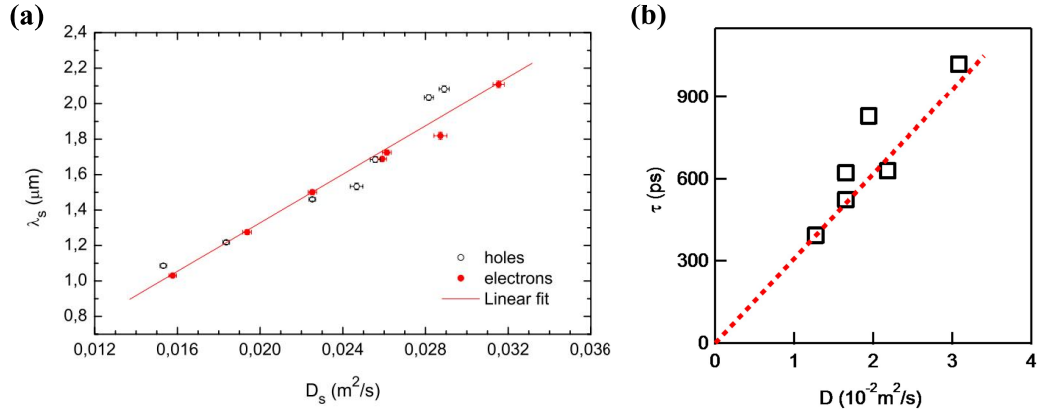 (a)
2,4
2,2
2,0
1,8
1,6
1,4
1,2
1,0
0,8
λs (μm)
holes
electrons
Linear fit
0,012 0,016 0,020 0,024 0,028 0,032 0,036
Ds (m²/s)
(b)
900
600
300
0
τ (ps)
0 1 2 3 4
D (10⁻²m²/s)